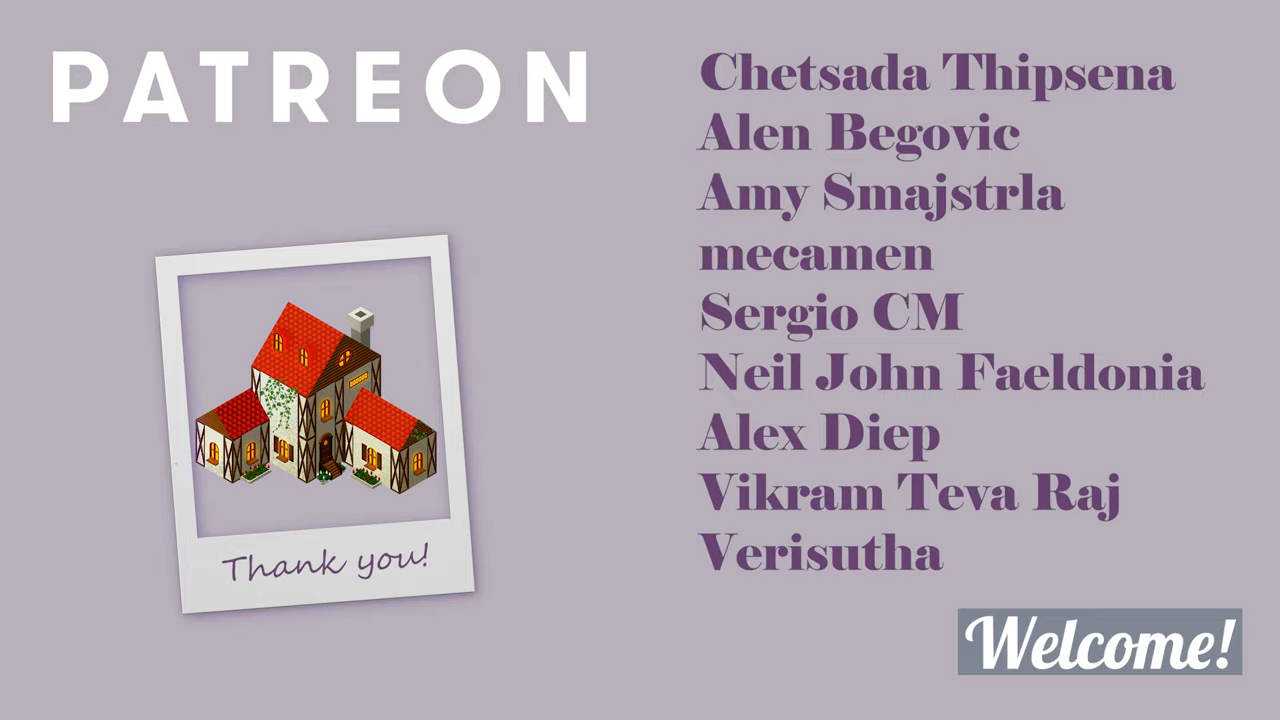 PATREON
Chetsada Thipsena
Alen Begovic
Amy Smajstrla
mecamen
Sergio CM
Neil John Faeldonia
Alex Diep
Vikram Teva Raj
Verisutha
Thank you!
Welcome!